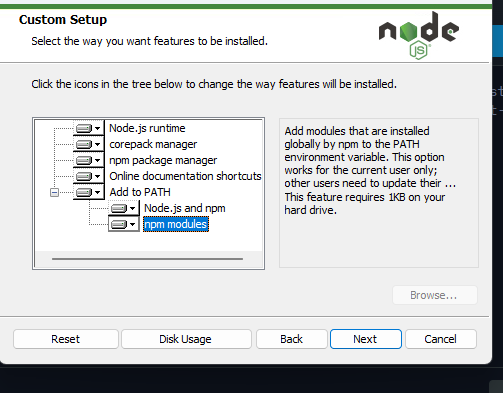 Custom Setup
Select the way you want features to be installed.
node
JS
Click the icons in the tree below to change the way features will be installed.
Node.js runtime
corepack manager
npm package manager
Online documentation shortcuts
Add to PATH
Node.js and npm
npm modules
Add modules that are installed
globally by npm to the PATH
environment variable. This option
works for the current user only;
other users need to update their ...
This feature requires 1KB on your
hard drive.
Browse...
Reset
Disk Usage
Back
Next
Cancel